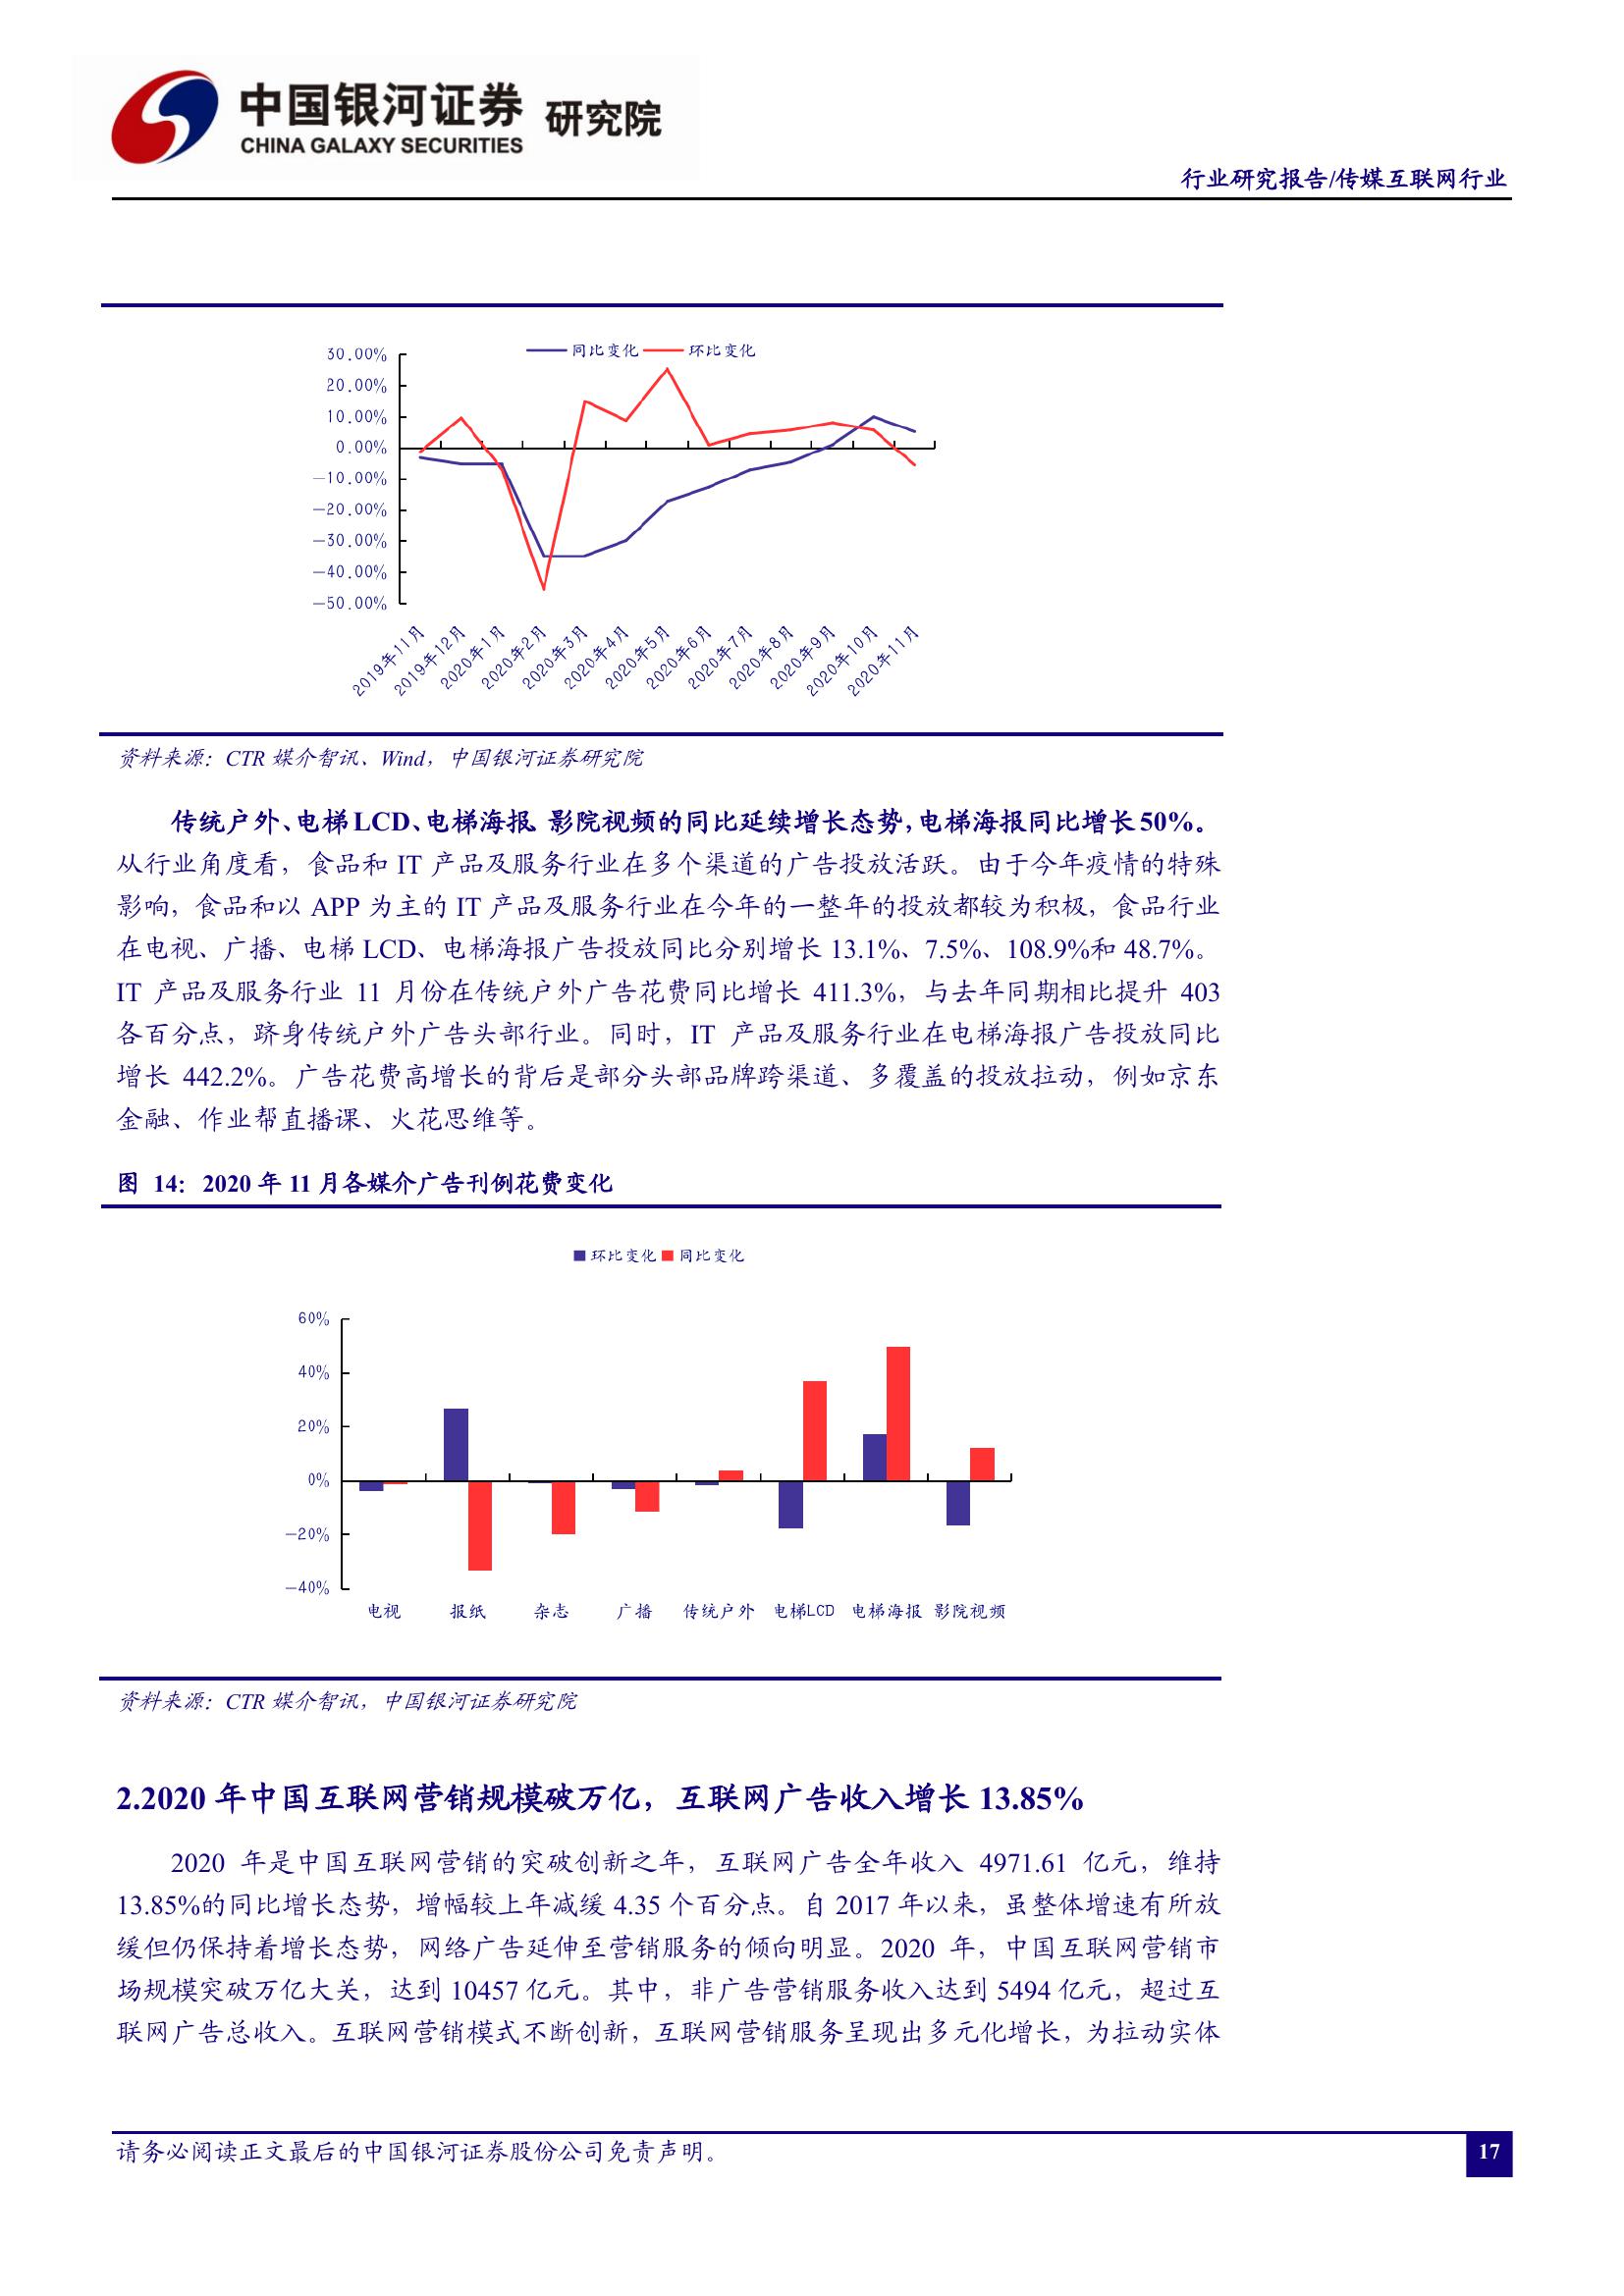 中国银河证券 研究院
CHINA GALAXY SECURITIES
行业研究报告/传媒互联网行业
同比变化 环比变化
30.00%
20.00%
10.00%
0.00%
-10.00%
-20.00%
-30.00%
-40.00%
-50.00%
2019年11月
2019年12月
2020年1月
2020年2月
2020年3月
2020年4月
2020年5月
2020年6月
2020年7月
2020年8月
2020年9月
2020年10月
2020年11月
资料来源：CTR 媒介智讯、Wind，中国银河证券研究院
传统户外、电梯LCD、电梯海报、影院视频的同比延续增长态势，电梯海报同比增长50%。
从行业角度看，食品和 IT 产品及服务行业在多个渠道的广告投放活跃。由于今年疫情的特殊
影响，食品和以 APP 为主的 IT 产品及服务行业在今年的一整年的投放都较为积极，食品行业
在电视、广播、电梯 LCD、电梯海报广告投放同比分别增长 13.1%、7.5%、108.9%和 48.7%。
IT 产品及服务行业 11 月份在传统户外广告花费同比增长 411.3%，与去年同期相比提升 403
各百分点，跻身传统户外广告头部行业。同时，IT 产品及服务行业在电梯海报广告投放同比
增长 442.2%。广告花费高增长的背后是部分头部品牌跨渠道、多覆盖的投放拉动，例如京东
金融、作业帮直播课、火花思维等。
图 14：2020 年 11 月各媒介广告刊例花费变化
环比变化 同比变化
60%
40%
20%
0%
-20%
-40%
电视 报纸 杂志 广播 传统户外 电梯LCD 电梯海报 影院视频
资料来源：CTR 媒介智讯，中国银河证券研究院
2.2020 年中国互联网营销规模破万亿，互联网广告收入增长 13.85%
2020 年是中国互联网营销的突破创新之年，互联网广告全年收入 4971.61 亿元，维持
13.85%的同比增长态势，增幅较上年减缓 4.35 个百分点。自 2017 年以来，虽整体增速有所放
缓但仍保持着增长态势，网络广告延伸至营销服务的倾向明显。2020 年，中国互联网营销市
场规模突破万亿大关，达到 10457 亿元。其中，非广告营销服务收入达到 5494 亿元，超过互
联网广告总收入。互联网营销模式不断创新，互联网营销服务呈现出多元化增长，为拉动实体
请务必阅读正文最后的中国银河证券股份公司免责声明。
17